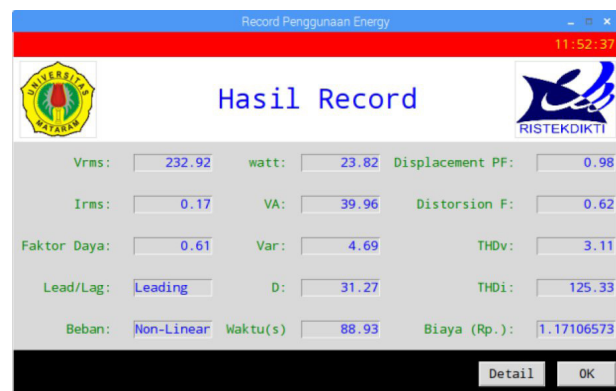 Record Penggunaan Energy
11:52:37
UNIVERSITAS
MATARAM
Hasil Record
RISTEKDIKTI
Vrms: 232.92 watt: 23.82 Displacement PF: 0.98
Irms: 0.17 VA: 39.96 Distorsion F: 0.62
Faktor Daya: 0.61 Var: 4.69 THDv: 3.11
Lead/Lag: Leading D: 31.27 THDi: 125.33
Beban: Non-Linear Waktu(s) 88.93 Biaya (Rp.): 1.17106573
Detail OK